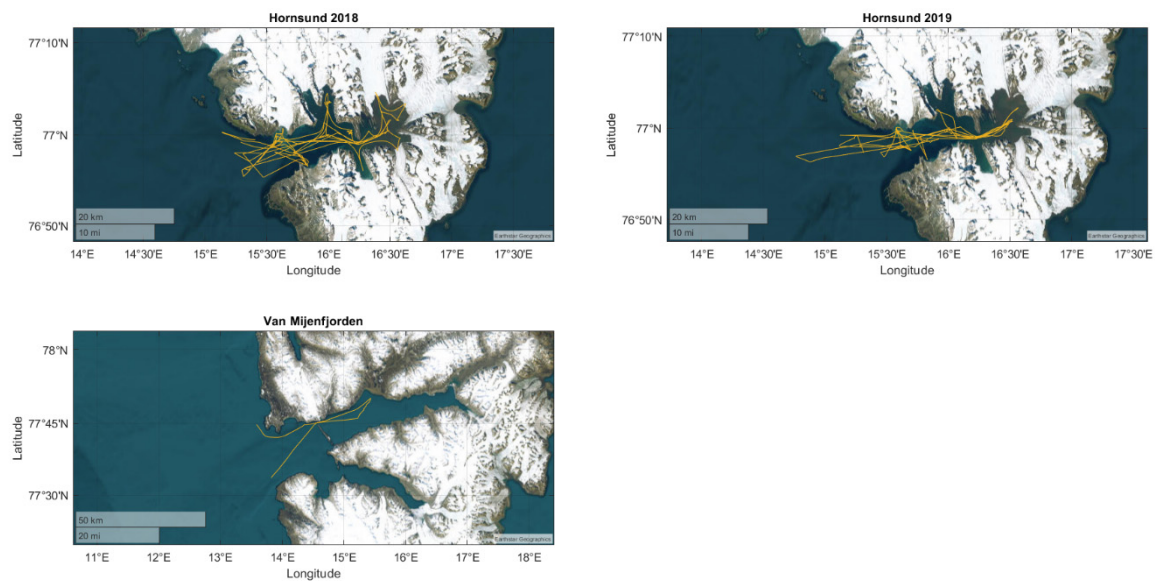 Hornsund 2018
77°10'N
77°N
76°50'N
Latitude
20 km
10 mi
Earthstar Geographics
14°E
14°30'E
15°E
15°30'E
16°E
16°30'E
17°E
17°30'E
Longitude
Hornsund 2019
77°10'N
77°N
76°50'N
Latitude
20 km
10 mi
Earthstar Geographics
14°E
14°30'E
15°E
15°30'E
16°E
16°30'E
17°E
17°30'E
Longitude
Van Mijenfjorden
78°N
77°45'N
77°30'N
Latitude
50 km
20 mi
Earthstar Geographics
11°E
12°E
13°E
14°E
15°E
16°E
17°E
18°E
Longitude